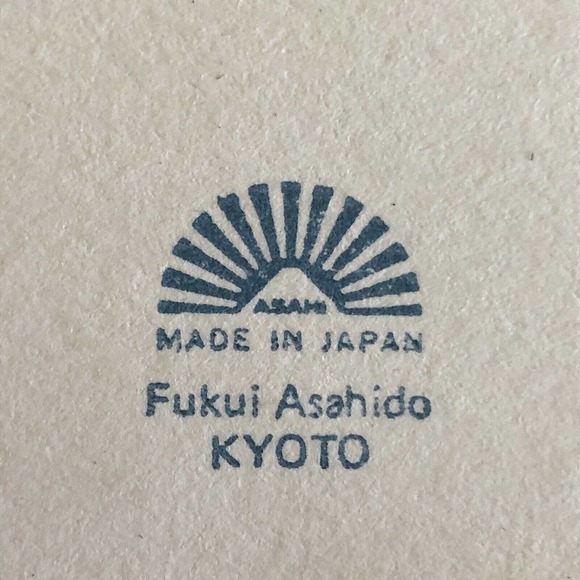 ASAHI
MADE IN JAPAN
Fukui Asahido
KYOTO